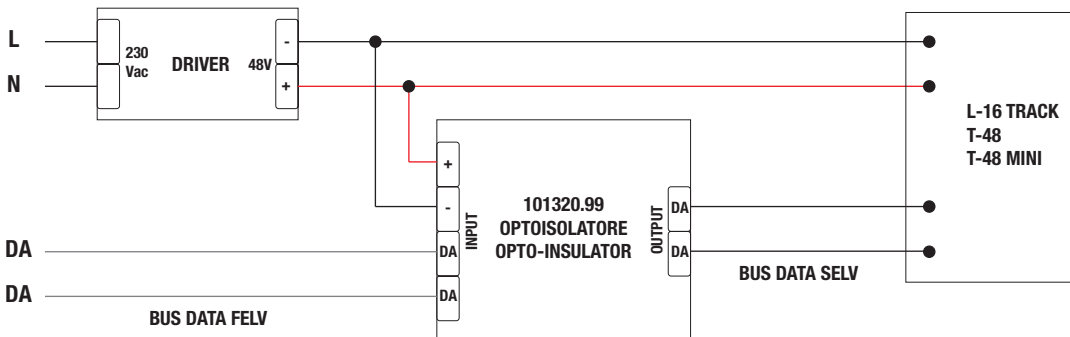 L
N
230
Vac
DRIVER
48V
-
+
L-16 TRACK
T-48
T-48 MINI
+
-
DA
DA
INPUT
101320.99
OPTOISOLATORE
OPTO-INSULATOR
OUTPUT
DA
DA
DA
DA
BUS DATA FELV
BUS DATA SELV